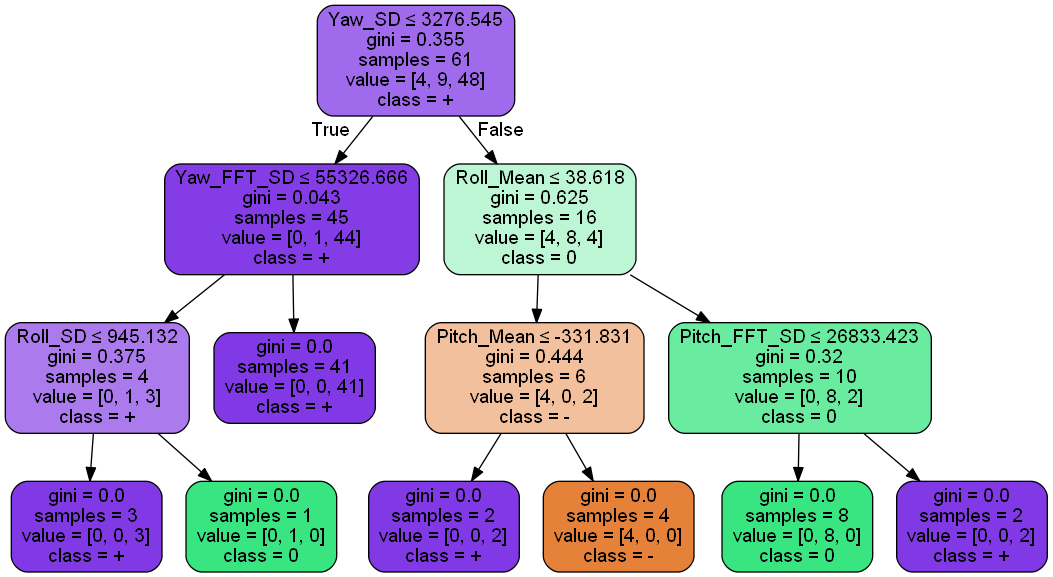 Yaw_SD ≤ 3276.545
gini = 0.355
samples = 61
value = [4, 9, 48]
class = +
True
False
Yaw_FFT_SD ≤ 55326.666
gini = 0.043
samples = 45
value = [0, 1, 44]
class = +
Roll_Mean ≤ 38.618
gini = 0.625
samples = 16
value = [4, 8, 4]
class = 0
Roll_SD ≤ 945.132
gini = 0.375
samples = 4
value = [0, 1, 3]
class = +
gini = 0.0
samples = 41
value = [0, 0, 41]
class = +
Pitch_Mean ≤ -331.831
gini = 0.444
samples = 6
value = [4, 0, 2]
class = -
Pitch_FFT_SD ≤ 26833.423
gini = 0.32
samples = 10
value = [0, 8, 2]
class = 0
gini = 0.0
samples = 3
value = [0, 0, 3]
class = +
gini = 0.0
samples = 1
value = [0, 1, 0]
class = 0
gini = 0.0
samples = 2
value = [0, 0, 2]
class = +
gini = 0.0
samples = 4
value = [4, 0, 0]
class = -
gini = 0.0
samples = 8
value = [0, 8, 0]
class = 0
gini = 0.0
samples = 2
value = [0, 0, 2]
class = +